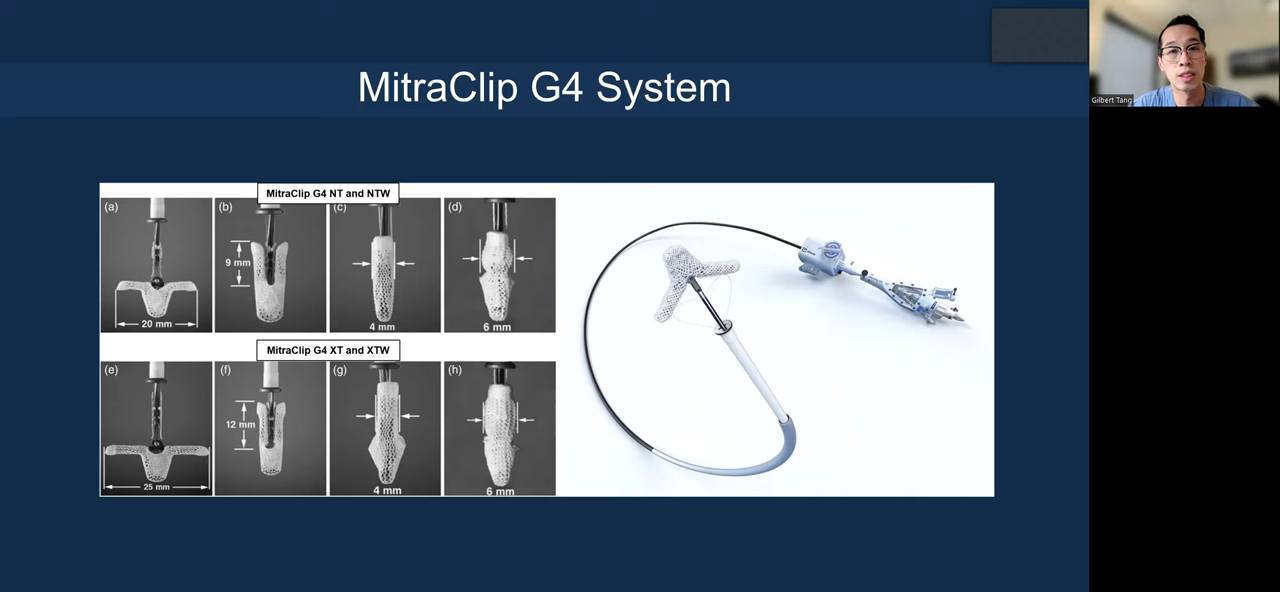 MitraClip G4 System
Gilbert Tang
MitraClip G4 NT and NTW
(a)
(b)
(c)
(d)
9 mm
20 mm
4 mm
6 mm
MitraClip G4 XT and XTW
(e)
(f)
(g)
(h)
12 mm
25 mm
4 mm
6 mm